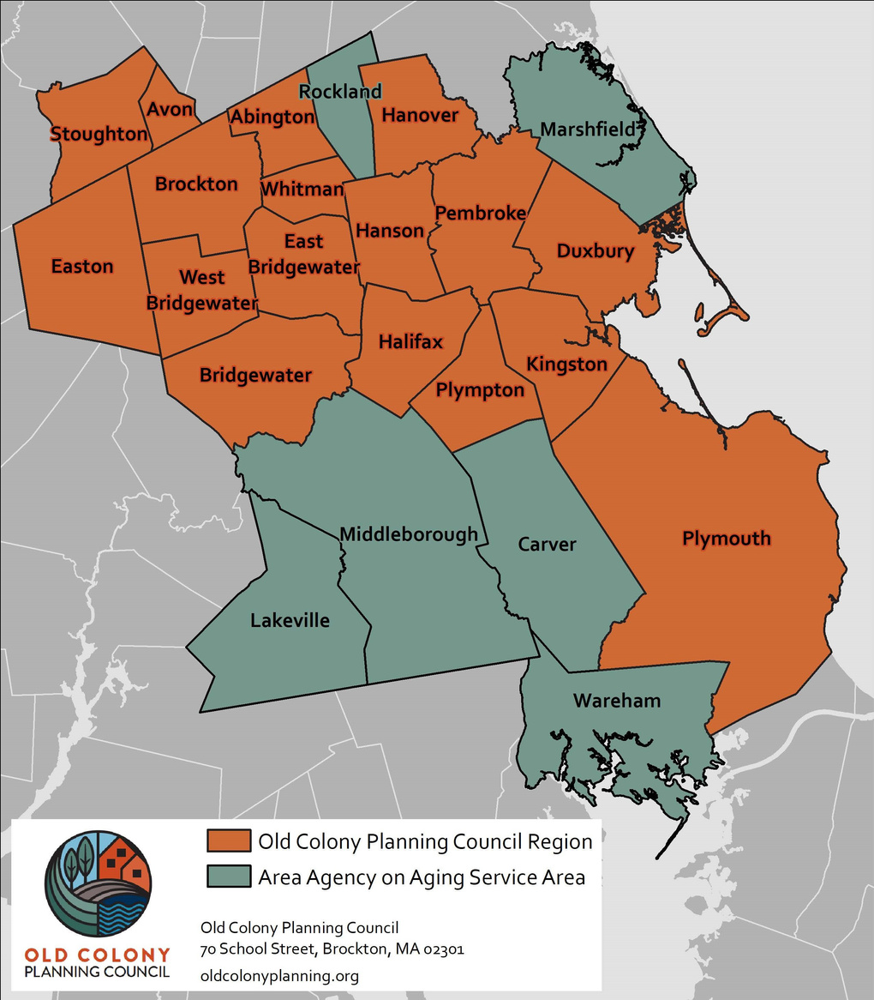 Rockland
Avon
Abington
Hanover
Stoughton
Marshfield
Brockton
Whitman
Pembroke
Hanson
East
Bridgewater
Duxbury
Easton
West
Bridgewater
Halifax
Kingston
Bridgewater
Plympton
Middleborough
Carver
Plymouth
Lakeville
Wareham
Old Colony Planning Council Region
Area Agency on Aging Service Area
Old Colony Planning Council
70 School Street, Brockton, MA 02301
oldcolonyplanning.org
OLD COLONY
PLANNING COUNCIL